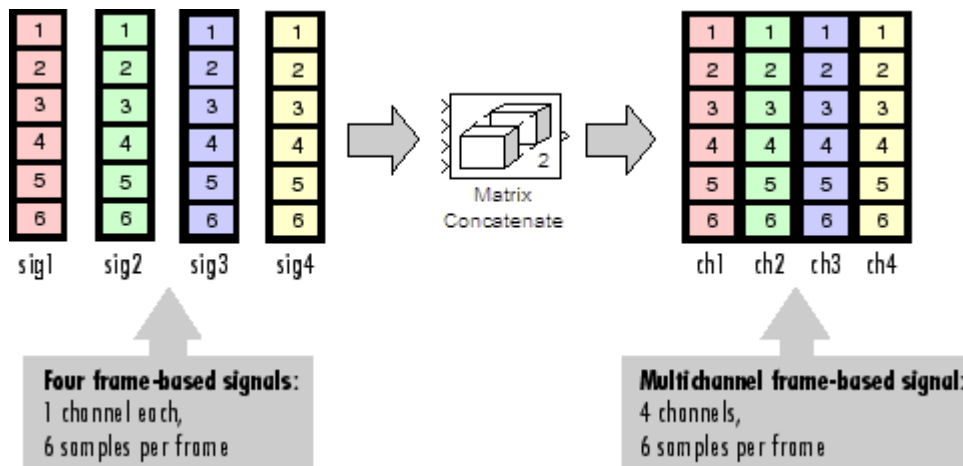 1 1 1 1 1 1 1 1
2 2 2 2 2 2 2 2
3 3 3 3 3 3 3 3
4 4 4 4 4 4 4 4
5 5 5 5 5 5 5 5
6 6 6 6 6 6 6 6
2
Matrix
Concatenate
sig1 sig2 sig3 sig4
ch1 ch2 ch3 ch4
Four frame-based signals:
1 channel each,
6 samples per frame
Multichannel frame-based signal:
4 channels,
6 samples per frame